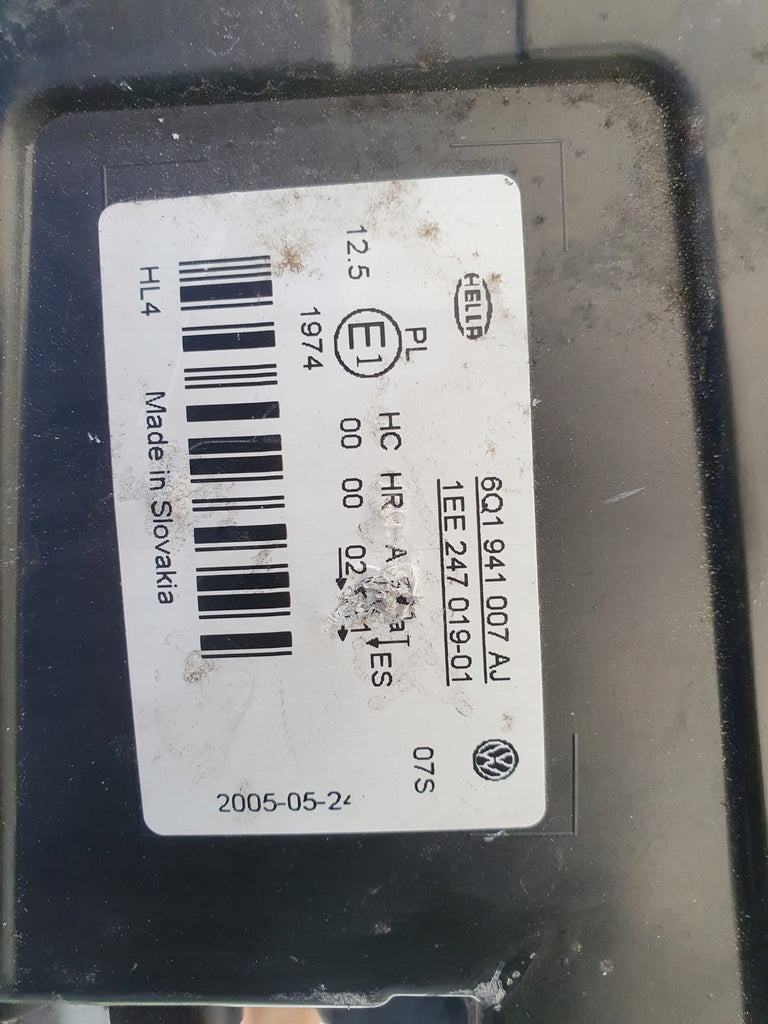 HELLA
6Q1 941 007 AJ
1EE 247 019-01
PL
07S
HC HR A
ES
12.5 E1 00 00 02
1974
2005-05-24
HL4 Made in Slovakia